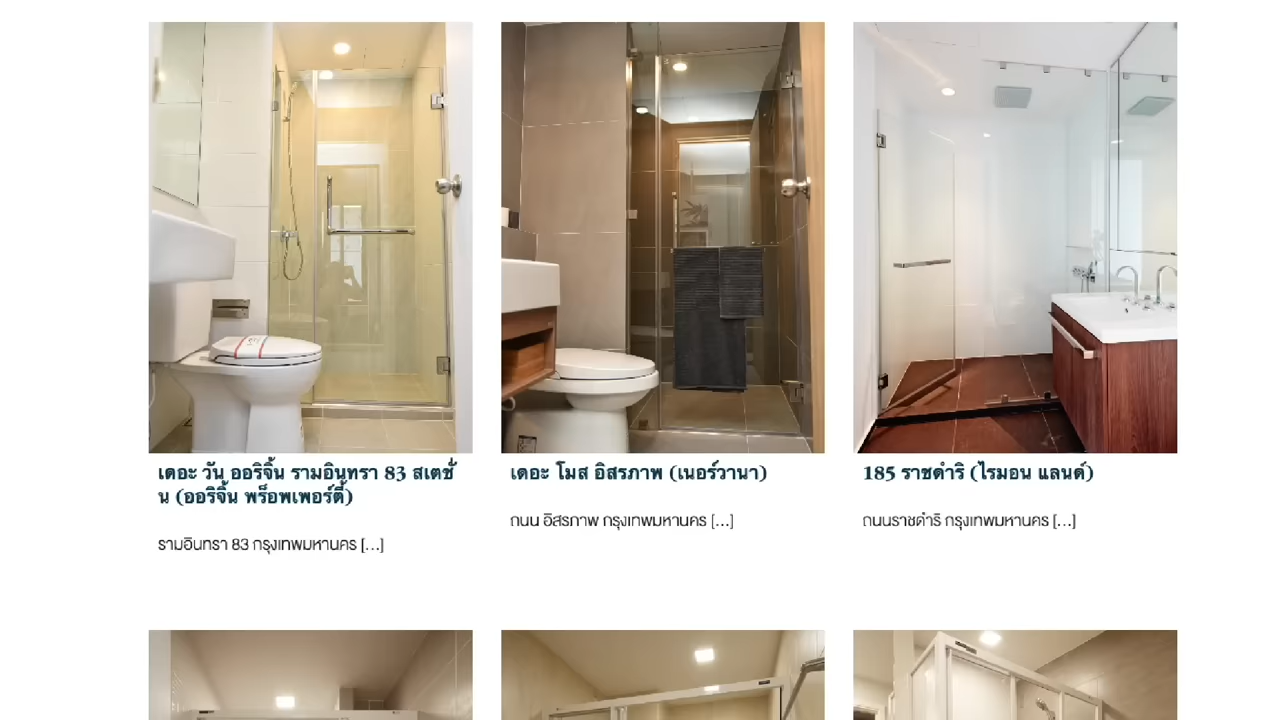 เดอะ วัน ออริจิ้น รามอินทรา 83 สเตชั่
น (ออริจิ้น พร็อพเพอร์ตี้)
รามอินทรา 83 กรุงเทพมหานคร [...]
เดอะ โมส อิสรภาพ (เนอร์วานา)
ถนน อิสรภาพ กรุงเทพมหานคร [...]
185 ราชดำริ (ไรมอน แลนด์)
ถนนราชดำริ กรุงเทพมหานคร [...]